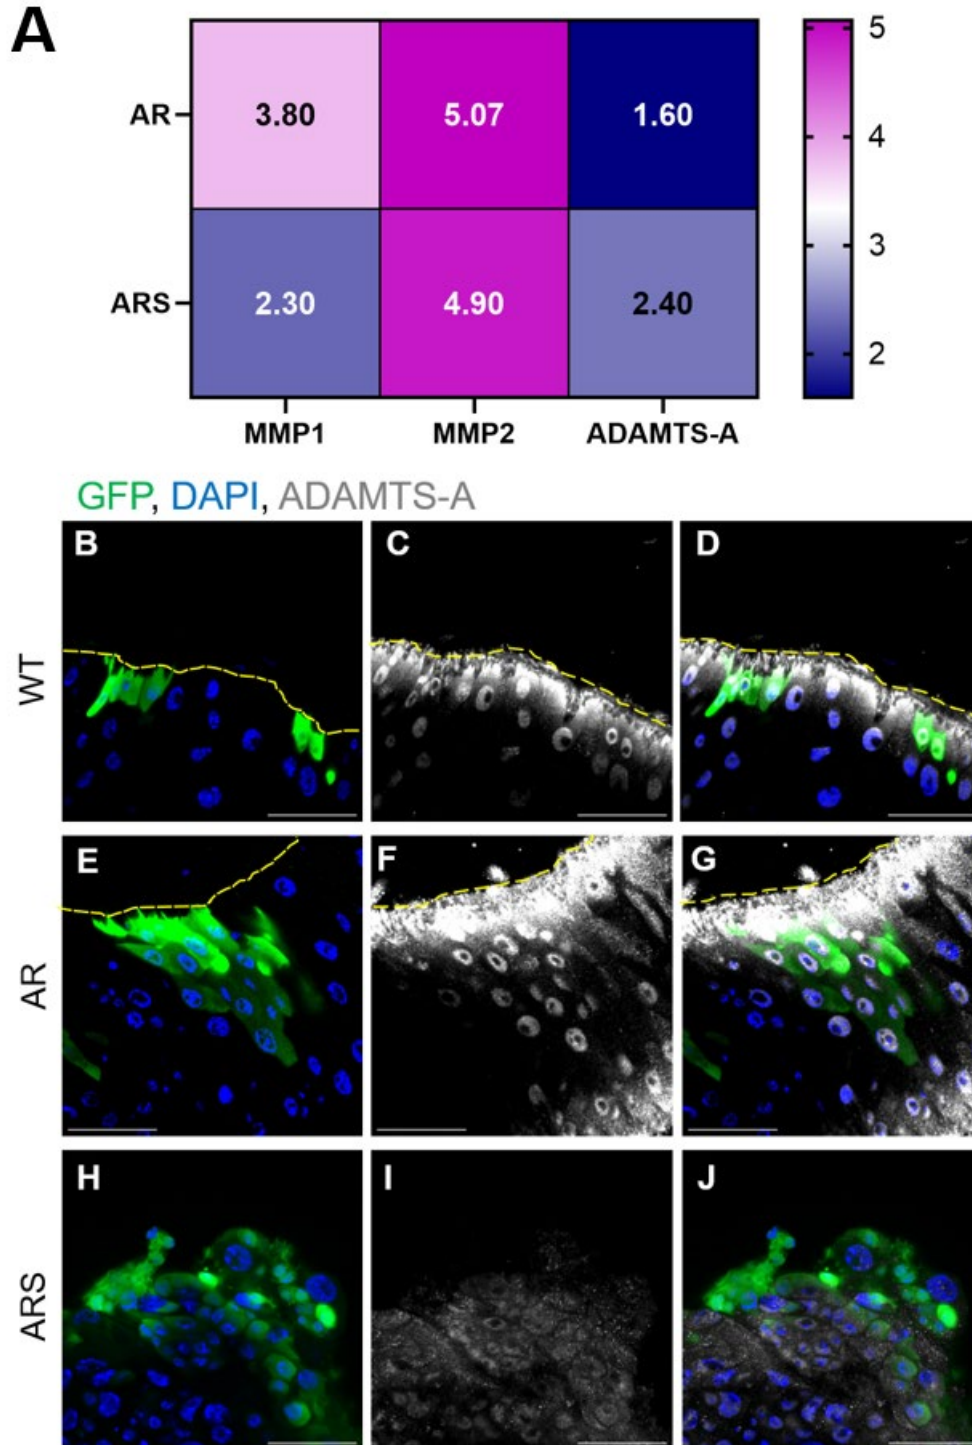 A
AR 3.80 5.07 1.60
ARS 2.30 4.90 2.40
MMP1 MMP2 ADAMTS-A
5
4
3
2
GFP, DAPI, ADAMTS-A
WT B C D
AR E F G
ARS H I J